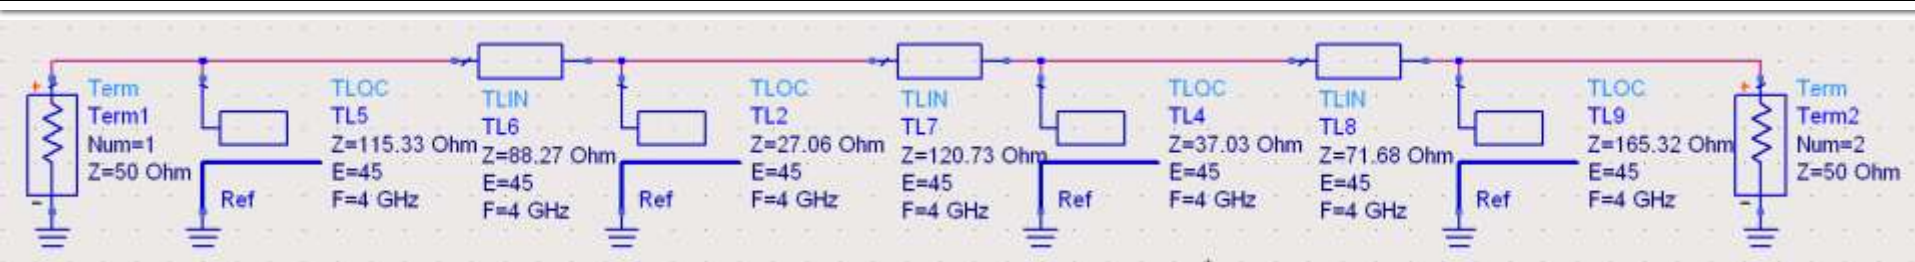 +
Term
Term1
Num=1
Z=50 Ohm
-
TLOC
TL5
Z=115.33 Ohm
E=45
F=4 GHz
Ref
TLIN
TL6
Z=88.27 Ohm
E=45
F=4 GHz
TLOC
TL2
Z=27.06 Ohm
E=45
F=4 GHz
Ref
TLIN
TL7
Z=120.73 Ohm
E=45
F=4 GHz
TLOC
TL4
Z=37.03 Ohm
E=45
F=4 GHz
Ref
TLIN
TL8
Z=71.68 Ohm
E=45
F=4 GHz
TLOC
TL9
Z=165.32 Ohm
E=45
F=4 GHz
Ref
+
Term
Term2
Num=2
Z=50 Ohm
-